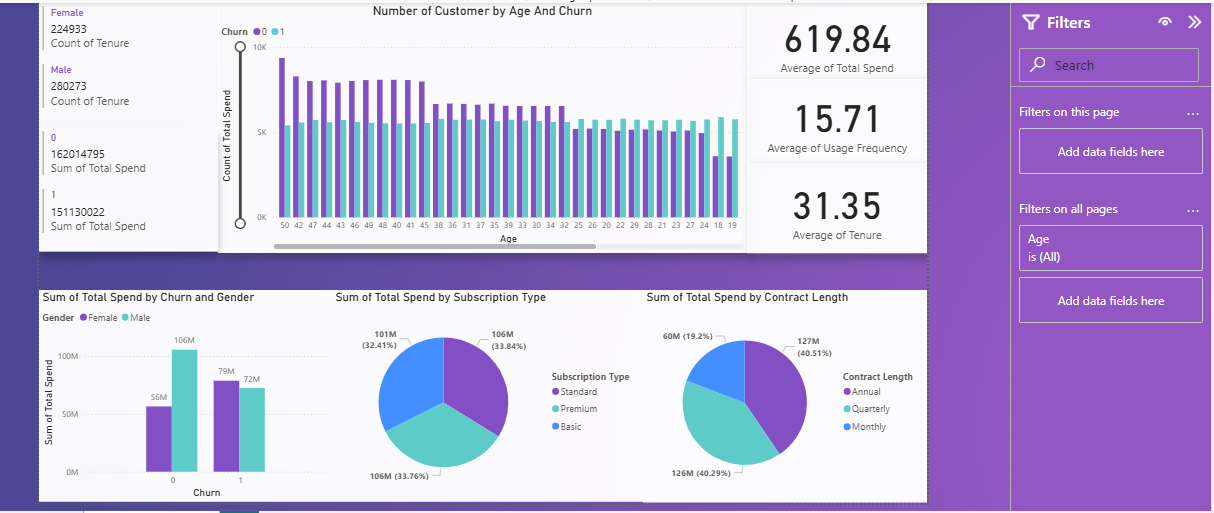 Female
224933
Count of Tenure
Male
280273
Count of Tenure
0
162014795
Sum of Total Spend
1
151130022
Sum of Total Spend
Number of Customer by Age And Churn
Churn 0 1
Count of Total Spend
10K
5K
0K
50 42 47 44 43 46 49 48 40 41 45 38 36 31 37 35 39 33 30 34 32 25 20 22 29 28 21 23 26 27 24 18 19
Age
619.84
Average of Total Spend
15.71
Average of Usage Frequency
31.35
Average of Tenure
Sum of Total Spend by Churn and Gender
Gender Female Male
Sum of Total Spend
100M
50M
0M
56M
106M
79M
72M
0 1
Churn
Sum of Total Spend by Subscription Type
101M
(32.41%)
106M
(33.84%)
106M (33.76%)
Subscription Type
Standard
Premium
Basic
Sum of Total Spend by Contract Length
60M (19.2%)
127M
(40.51%)
126M (40.29%)
Contract Length
Annual
Quarterly
Monthly
Filters
Search
Filters on this page
...
Add data fields here
Filters on all pages
...
Age
is (All)
Add data fields here